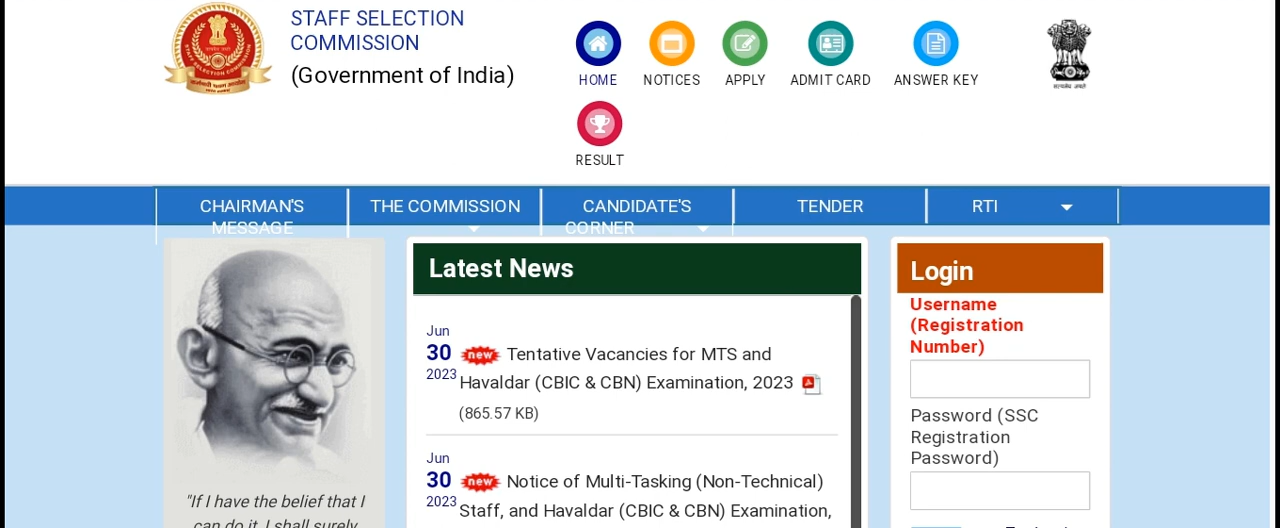 STAFF SELECTION
COMMISSION
(Government of India)
HOME
NOTICES
APPLY
ADMIT CARD
ANSWER KEY
RESULT
सत्यमेव जयते
CHAIRMAN'S
MESSAGE
THE COMMISSION
CANDIDATE'S
CORNER
TENDER
RTI
"If I have the belief that I
can do it, I shall surely
Latest News
Jun
30
2023
new Tentative Vacancies for MTS and
Havaldar (CBIC & CBN) Examination, 2023
(865.57 KB)
Jun
30
2023
new Notice of Multi-Tasking (Non-Technical)
Staff, and Havaldar (CBIC & CBN) Examination,
Login
Username
(Registration
Number)
Password (SSC
Registration
Password)